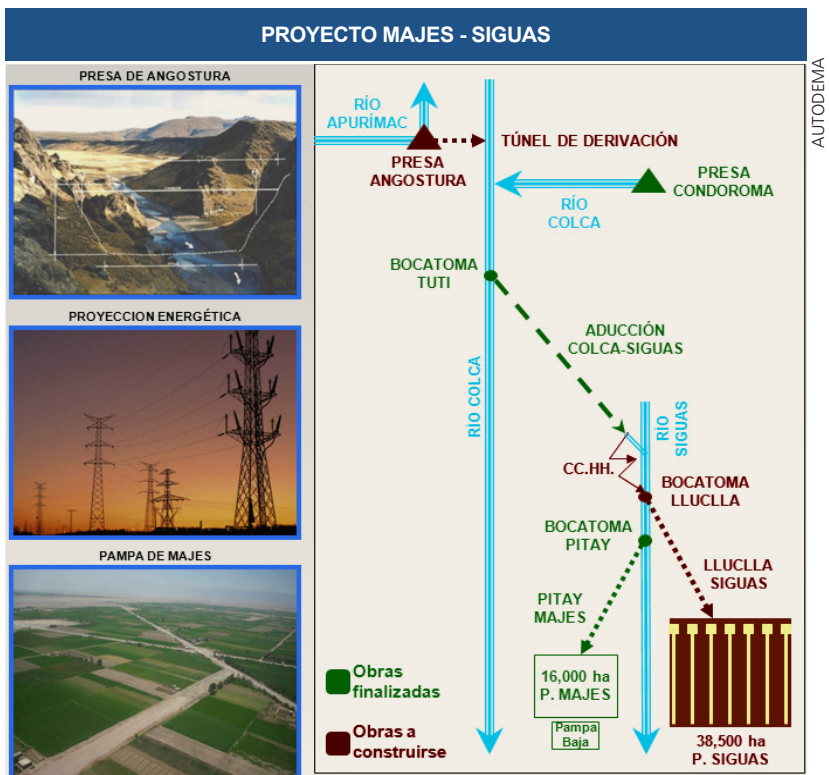 PROYECTO MAJES - SIGUAS
AUTODEMA
PRESA DE ANGOSTURA
PROYECCION ENERGÉTICA
PAMPA DE MAJES
RÍO
APURÍMAC
PRESA
ANGOSTURA
TÚNEL DE DERIVACIÓN
PRESA
CONDOROMA
RÍO
COLCA
BOCATOMA
TUTI
ADUCCIÓN
COLCA-SIGUAS
RÍO COLCA
RÍO
SIGUAS
CC.HH.
BOCATOMA
LLUCLLA
BOCATOMA
PITAY
LLUCLLA
SIGUAS
PITAY
MAJES
16,000 ha
P. MAJES
Pampa
Baja
38,500 ha
P. SIGUAS
Obras
finalizadas
Obras a
construirse